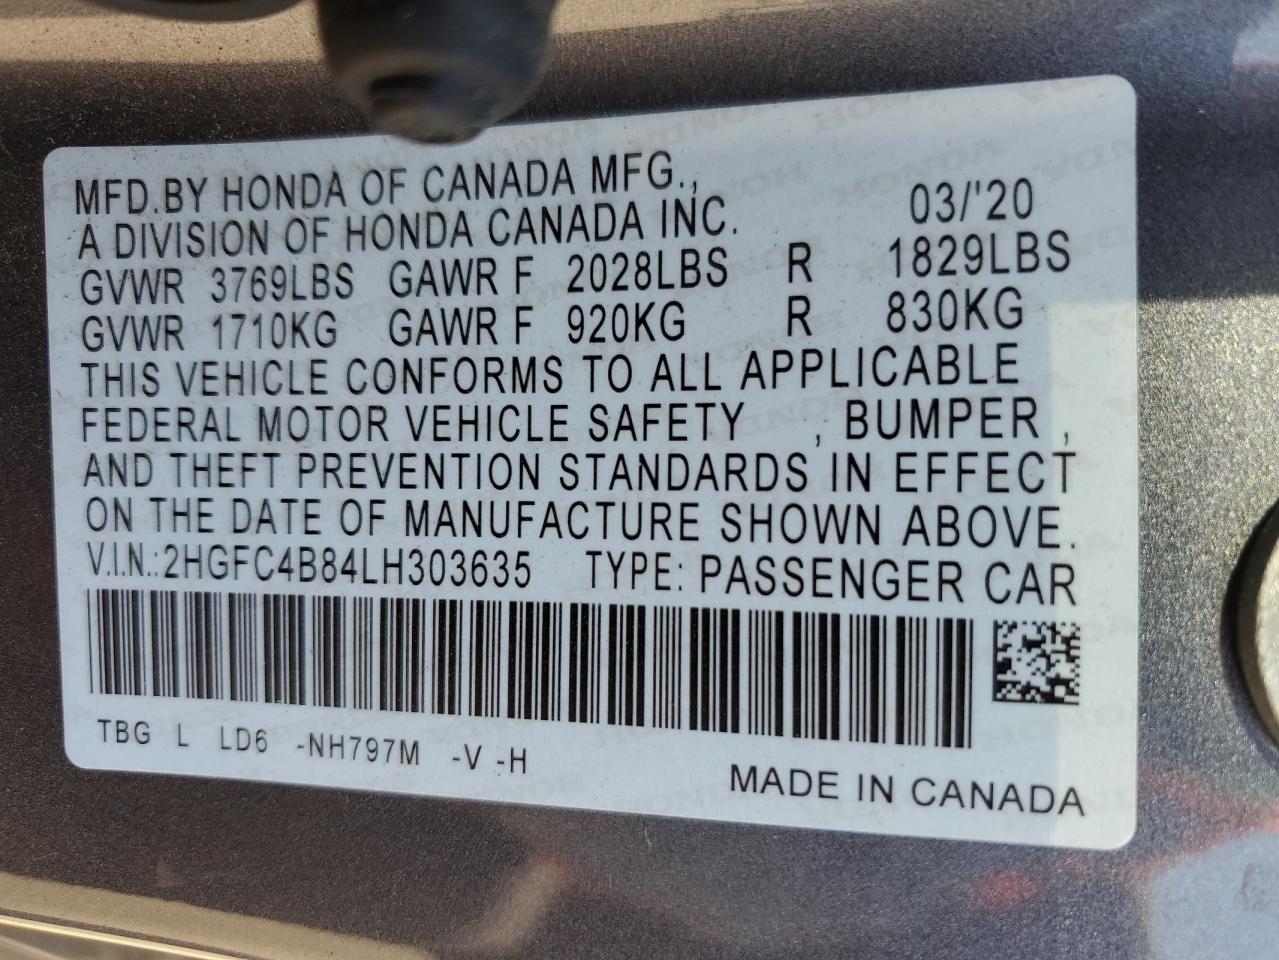 MFD.BY HONDA OF CANADA MFG.,
A DIVISION OF HONDA CANADA INC. 03/'20
GVWR 3769LBS GAWR F 2028LBS R 1829LBS
GVWR 1710KG GAWR F 920KG R 830KG
THIS VEHICLE CONFORMS TO ALL APPLICABLE
FEDERAL MOTOR VEHICLE SAFETY , BUMPER ,
AND THEFT PREVENTION STANDARDS IN EFFECT
ON THE DATE OF MANUFACTURE SHOWN ABOVE.
V.I.N.:2HGFC4B84LH303635 TYPE: PASSENGER CAR
TBG L LD6 -NH797M -V -H
MADE IN CANADA